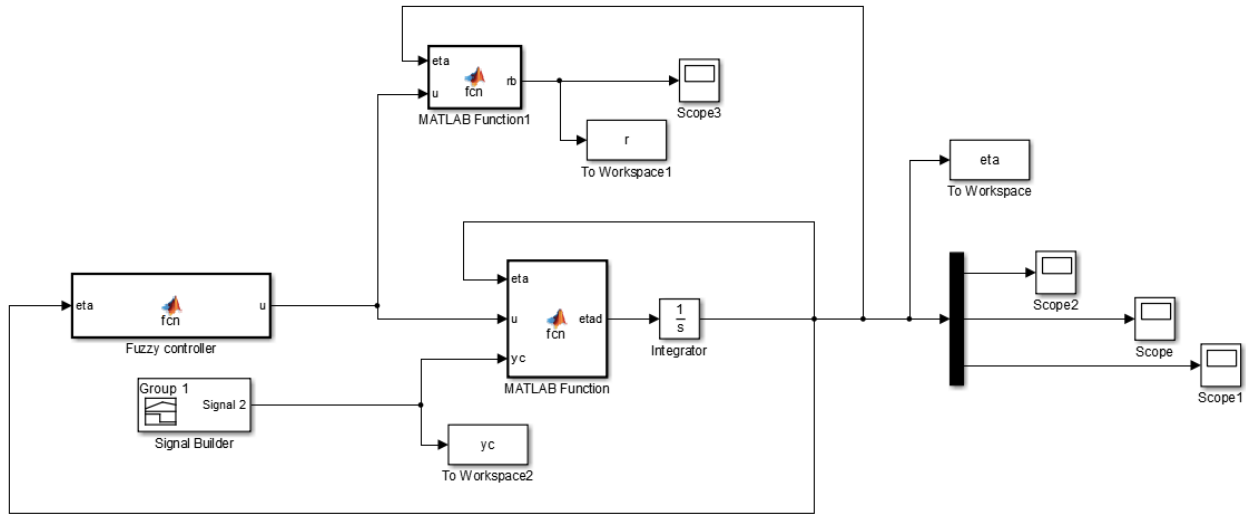 eta
u
fcn
rb
MATLAB Function1
Scope3
r
To Workspace1
eta
To Workspace
eta
fcn
u
Fuzzy controller
eta
u
yc
fcn
etad
MATLAB Function
1
s
Integrator
Scope2
Scope
Scope1
Group 1
Signal 2
Signal Builder
yc
To Workspace2